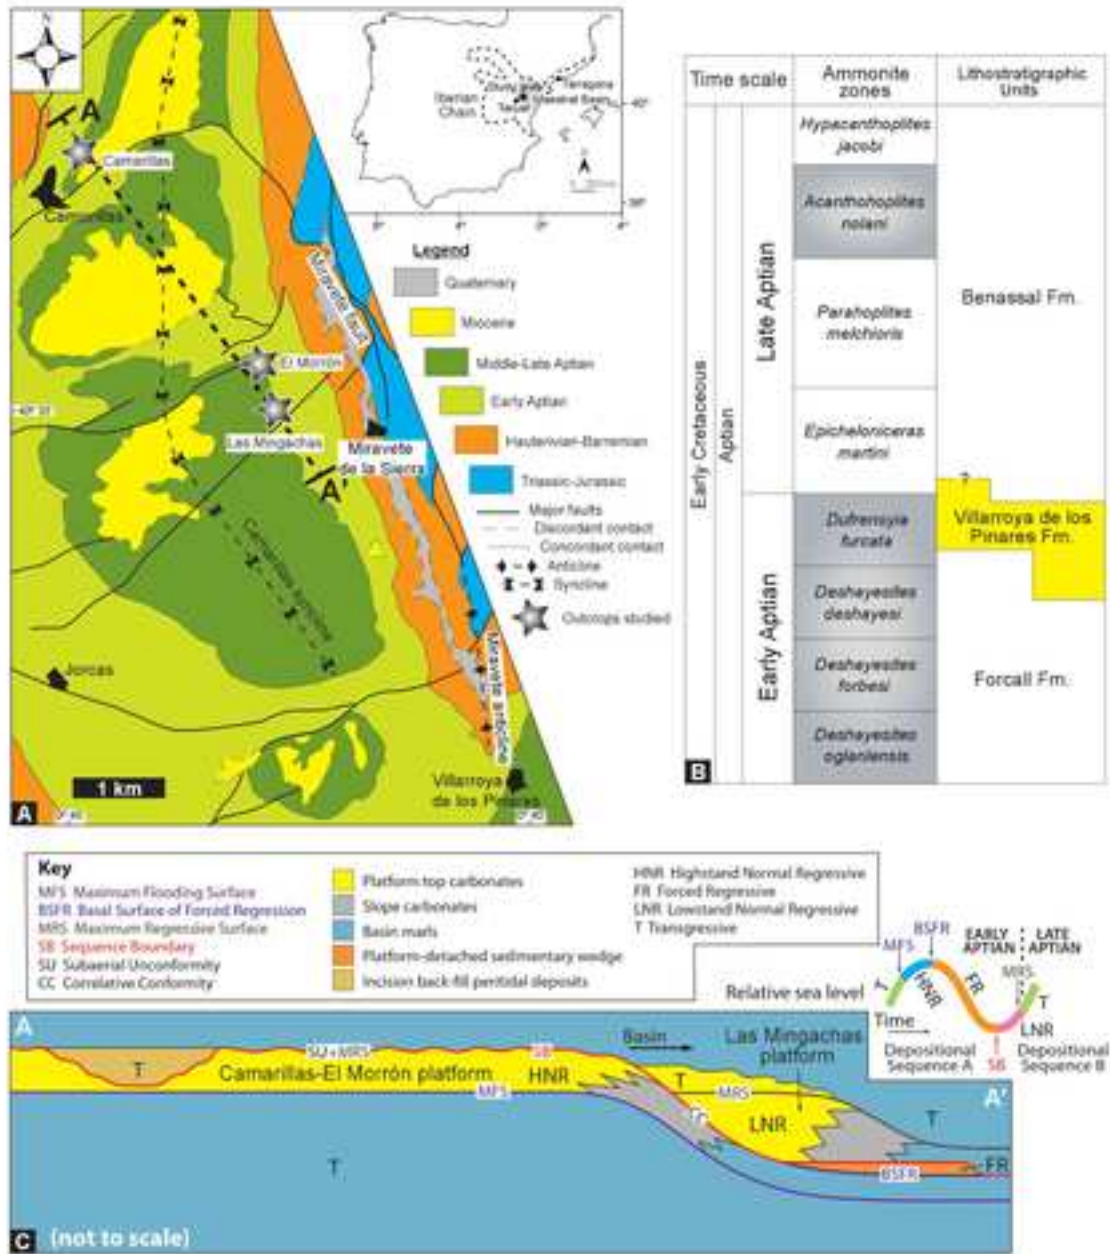 N
A
Camarillas
Camarillas
El Morrón
Las Mingachas
A'
Miravete fault
Miravete
de la Sierra
Camarillas syncline
Miravete anticline
Jorcas
Villarroya
de los Pinares
1 km
A
Iberian
Chain
Teruel
Tarragona
Maestrat Basin
40°
Legend
Quaternary
Miocene
Middle-Late Aptian
Early Aptian
Hauterivian-Barremian
Triassic-Jurassic
Major faults
Discordant contact
Concordant contact
Anticline
Syncline
Outcrops studied
Time scale
Ammonite
zones
Lithostratigraphic
Units
Early Cretaceous
Aptian
Late Aptian
Early Aptian
Hypacanthoplites
jacobi
Acanthohoplites
nolani
Parahoplites
melchioris
Epicheloniceras
martini
Dufrenoyia
furcata
Deshayesites
deshayesi
Deshayesites
forbesi
Deshayesites
oglanlensis
Benassal Fm.
?
Villarroya de los
Pinares Fm.
Forcall Fm.
B
Key
MFS Maximum Flooding Surface
BSFR Basal Surface of Forced Regression
MRS Maximum Regressive Surface
SB Sequence Boundary
SU Subaerial Unconformity
CC Correlative Conformity
Platform-top carbonates
Slope carbonates
Basin marls
Platform-detached sedimentary wedge
Incision back-fill peritidal deposits
HNR Highstand Normal Regressive
FR Forced Regressive
LNR Lowstand Normal Regressive
T Transgressive
BSFR
MFS
EARLY
APTIAN
LATE
APTIAN
MRS
T
HNR
FR
T
LNR
Relative sea level
Time
Depositional
Sequence A
SB
Depositional
Sequence B
A
T
SU+MRS
SB
Basin
Las Mingachas
platform
Camarillas-El Morrón platform
HNR
MFS
T
MRS
CC
LNR
A'
T
FR
BSFR
T
C
(not to scale)